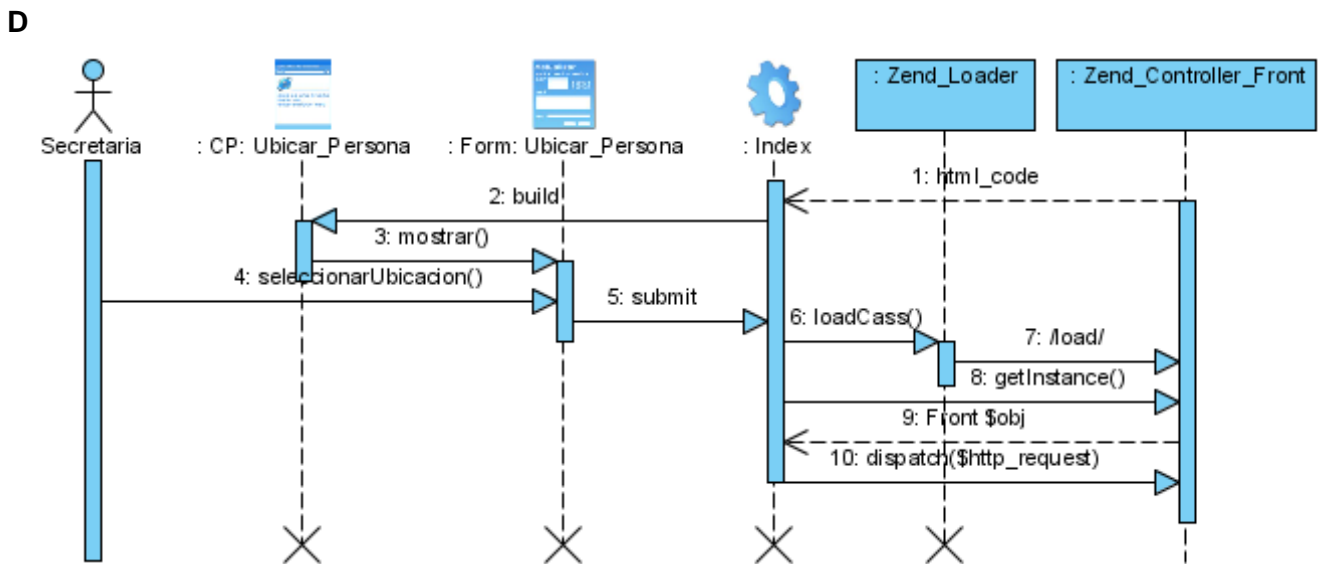 D
: Zend_Loader
: Zend_Controller_Front
Secretaria
: CP: Ubicar_Persona
: Form: Ubicar_Persona
: Index
1: html_code
2: build
3: mostrar()
4: seleccionarUbicacion()
5: submit
6: loadCass()
7: /load/
8: getInstance()
9: Front $obj
10: dispatch($http_request)